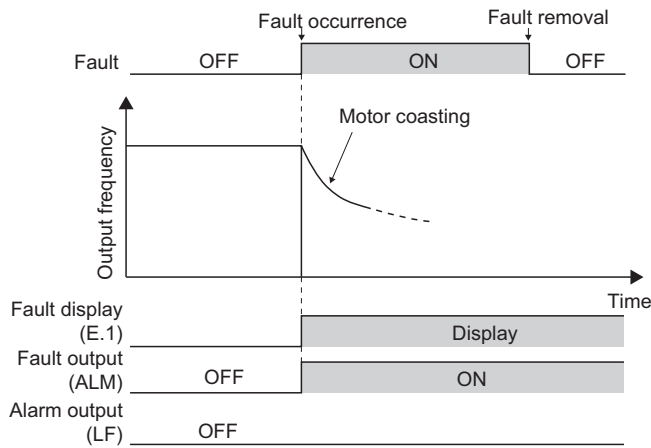 Fault occurrence
Fault removal
Fault
OFF
ON
OFF
Motor coasting
Output frequency
Time
Fault display
(E.1)
Display
Fault output
(ALM)
OFF
ON
Alarm output
(LF)
OFF